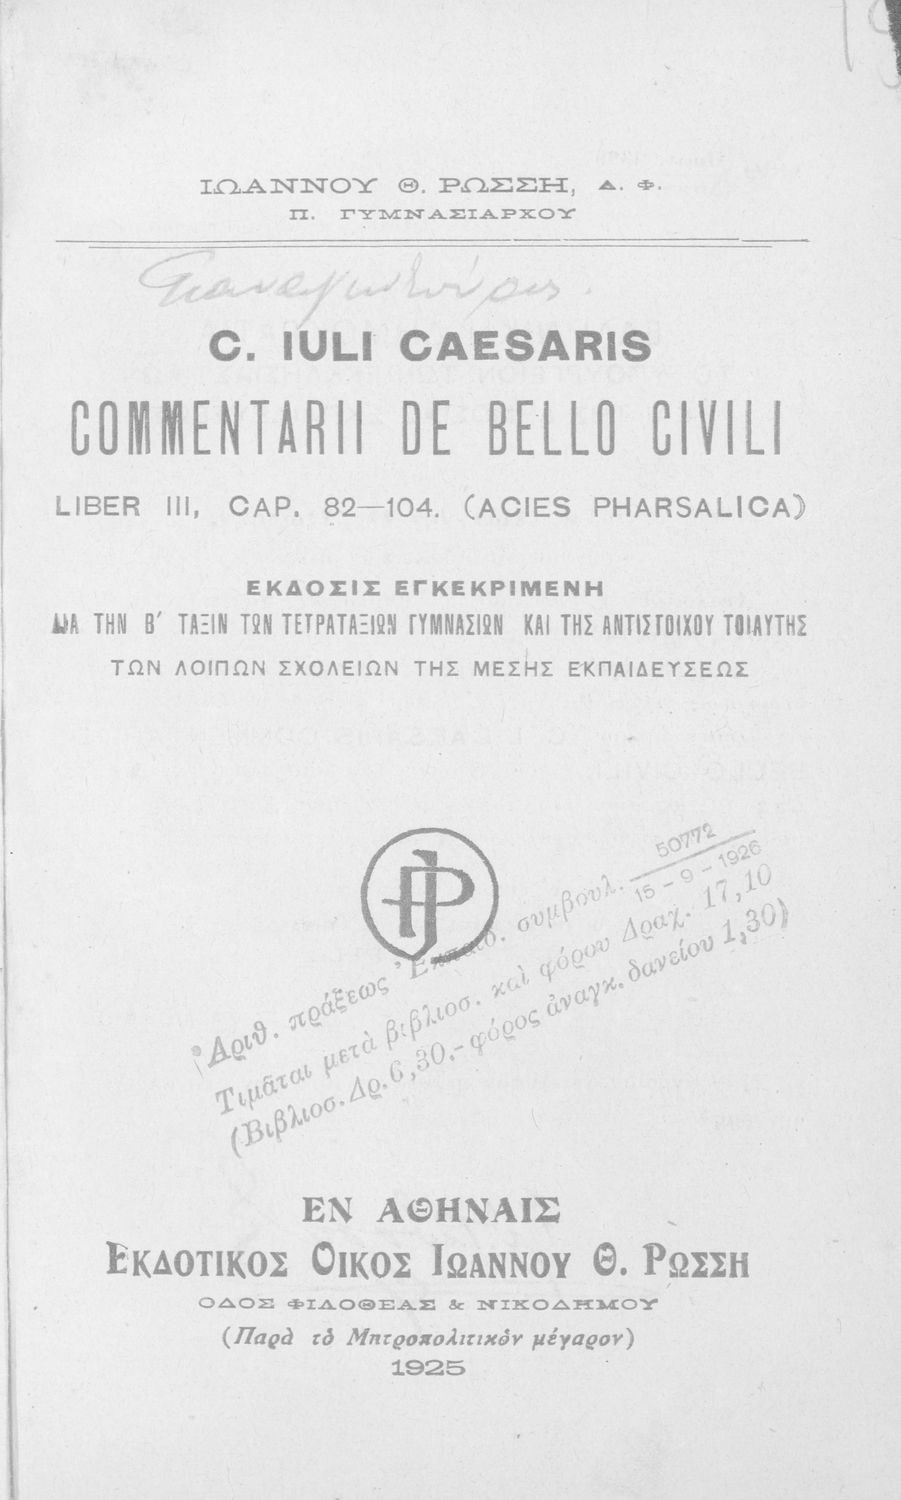 ΙΩΑΝΝΟΥ Θ. ΡΩΣΣΗ, Δ. Φ.
Π. ΓΥΜΝΑΣΙΑΡΧΟΥ
C. IULI CAESARIS
COMMENTARII DE BELLO CIVILI
LIBER III, CAP. 82—104. (ACIES PHARSALICA)
ΕΚΔΟΣΙΣ ΕΓΚΕΚΡΙΜΕΝΗ
ΔΙΑ ΤΗΝ Β΄ ΤΑΞΙΝ ΤΩΝ ΤΕΤΡΑΤΑΞΙΩΝ ΓΥΜΝΑΣΙΩΝ ΚΑΙ ΤΗΣ ΑΝΤΙΣΤΟΙΧΟΥ ΤΟΙΑΥΤΗΣ
ΤΩΝ ΛΟΙΠΩΝ ΣΧΟΛΕΙΩΝ ΤΗΣ ΜΕΣΗΣ ΕΚΠΑΙΔΕΥΣΕΩΣ
Ἀριθ. πράξεως Ἐκπαιδ. συμβουλ. 50772
15 - 9 - 1926
Τιμᾶται μετὰ βιβλιοσ. καὶ φόρου Δραχ. 17,10
(Βιβλιοσ. Δρ. 6,30.- φόρος ἀναγκ. δανείου 1,30)
ΕΝ ΑΘΗΝΑΙΣ
ΕΚΔΟΤΙΚΟΣ ΟΙΚΟΣ ΙΩΑΝΝΟΥ Θ. ΡΩΣΣΗ
ΟΔΟΣ ΦΙΛΟΘΕΑΣ & ΝΙΚΟΔΗΜΟΥ
(Παρὰ τὸ Μητροπολιτικὸν μέγαρον)
1925